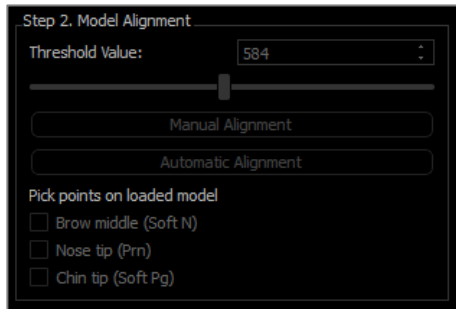 Step 2. Model Alignment
Threshold Value: 584
Manual Alignment
Automatic Alignment
Pick points on loaded model
Brow middle (Soft N)
Nose tip (Prn)
Chin tip (Soft Pg)